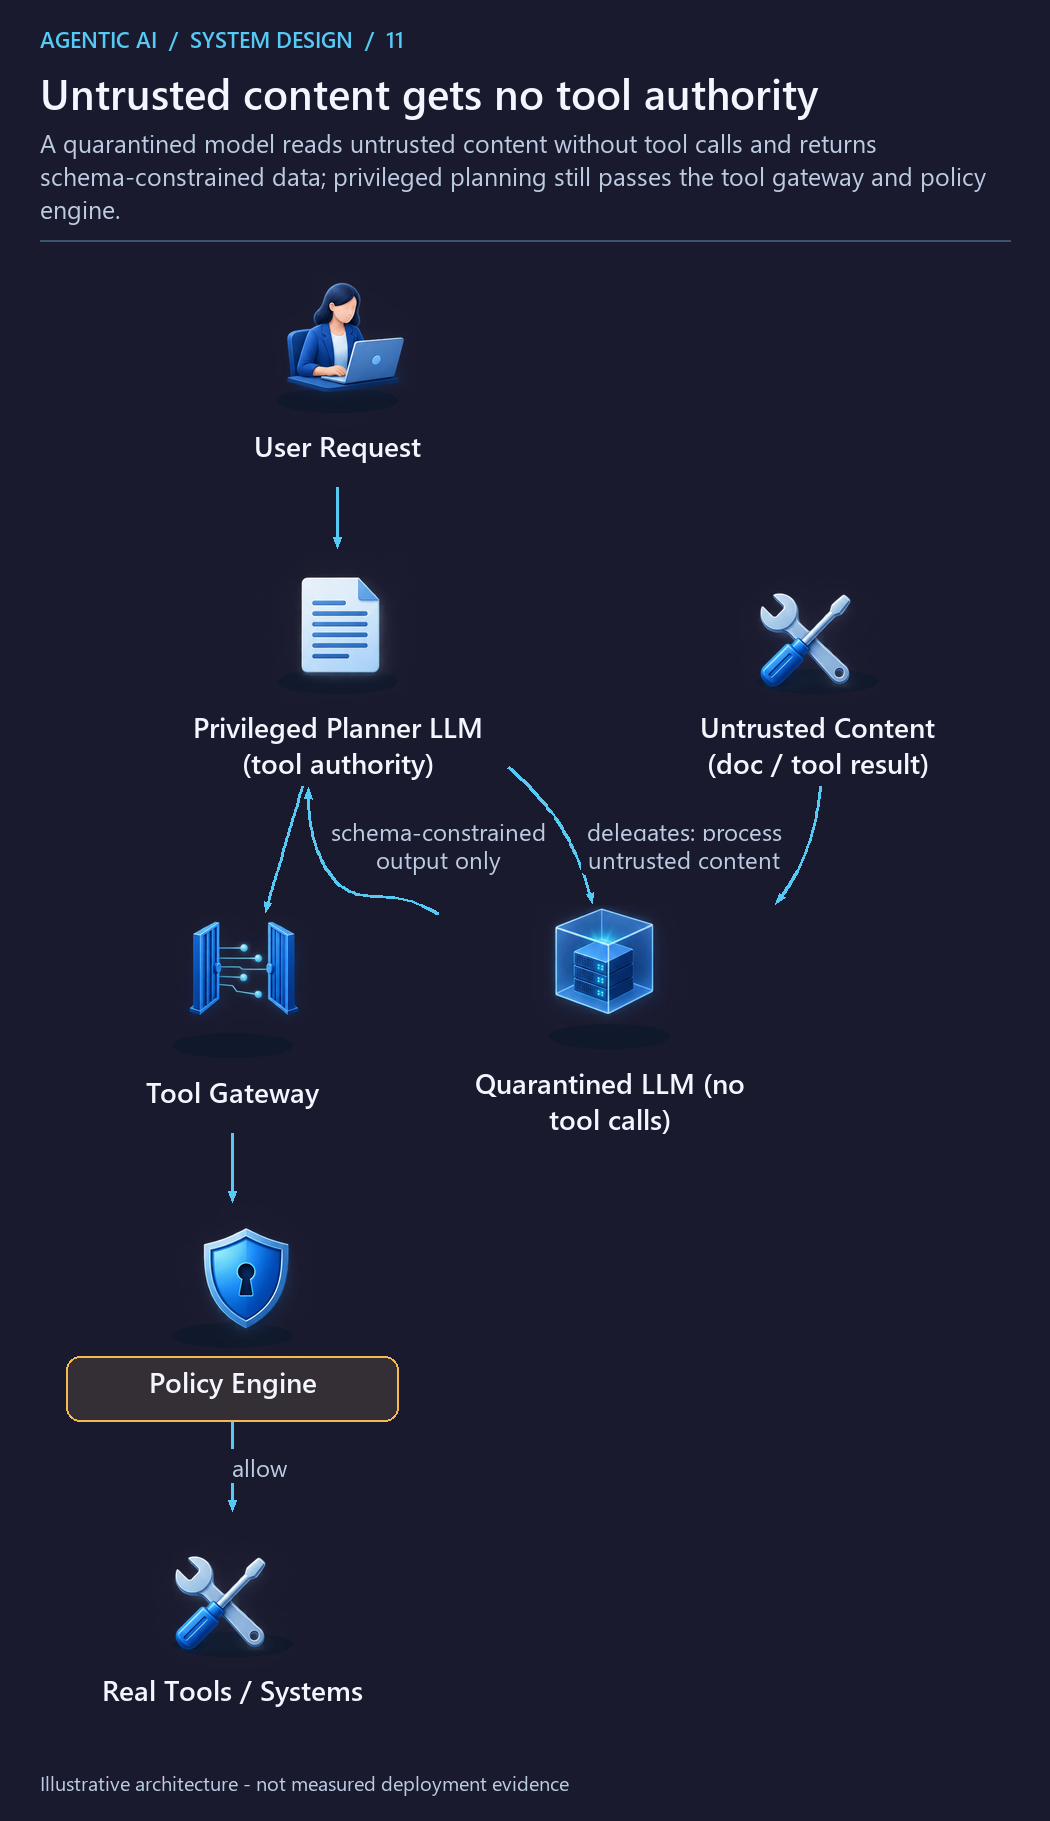 AGENTIC AI / SYSTEM DESIGN / 11
Untrusted content gets no tool authority
A quarantined model reads untrusted content without tool calls and returns
schema-constrained data; privileged planning still passes the tool gateway and policy
engine.
User Request
Privileged Planner LLM
(tool authority)
Untrusted Content
(doc / tool result)
schema-constrained
output only
delegates: process
untrusted content
Tool Gateway
Quarantined LLM (no
tool calls)
Policy Engine
allow
Real Tools / Systems
Illustrative architecture - not measured deployment evidence